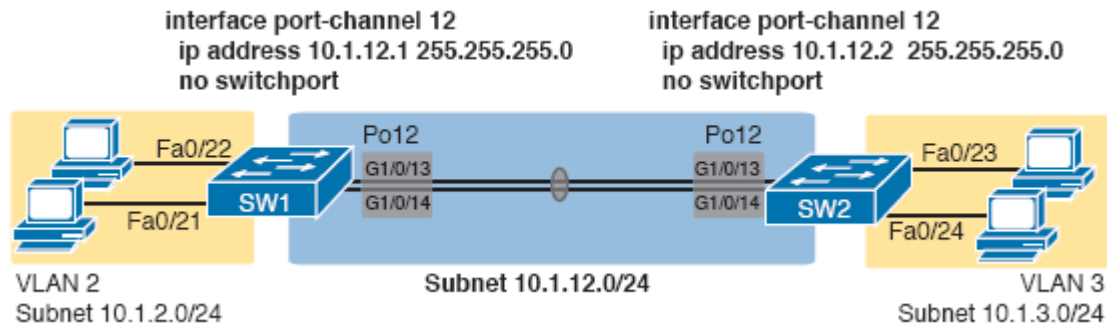 interface port-channel 12
ip address 10.1.12.1 255.255.255.0
no switchport
interface port-channel 12
ip address 10.1.12.2 255.255.255.0
no switchport
Fa0/22
Fa0/21
SW1
Po12
G1/0/13
G1/0/14
Po12
G1/0/13
G1/0/14
SW2
Fa0/23
Fa0/24
VLAN 2
Subnet 10.1.2.0/24
Subnet 10.1.12.0/24
VLAN 3
Subnet 10.1.3.0/24